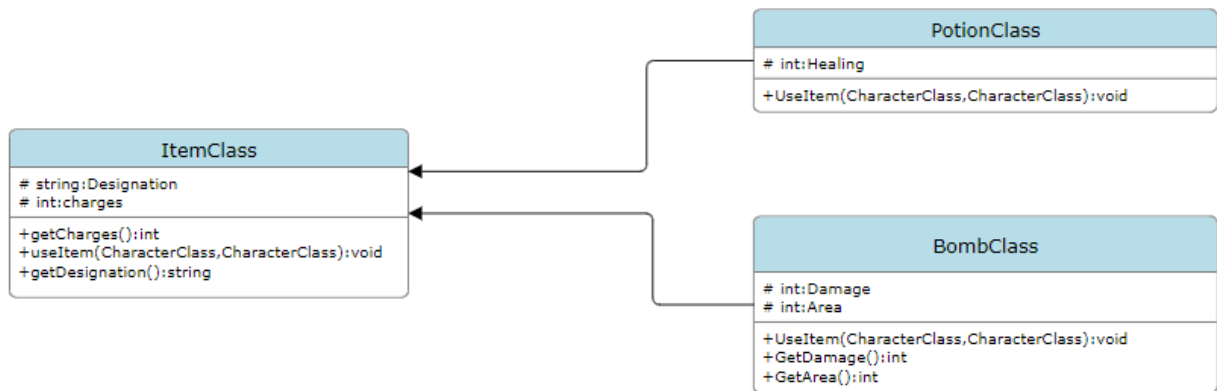 PotionClass
# int:Healing
+UseItem(CharacterClass,CharacterClass):void
ItemClass
# string:Designation
# int:charges
+getCharges():int
+useItem(CharacterClass,CharacterClass):void
+getDesignation():string
BombClass
# int:Damage
# int:Area
+UseItem(CharacterClass,CharacterClass):void
+GetDamage():int
+GetArea():int